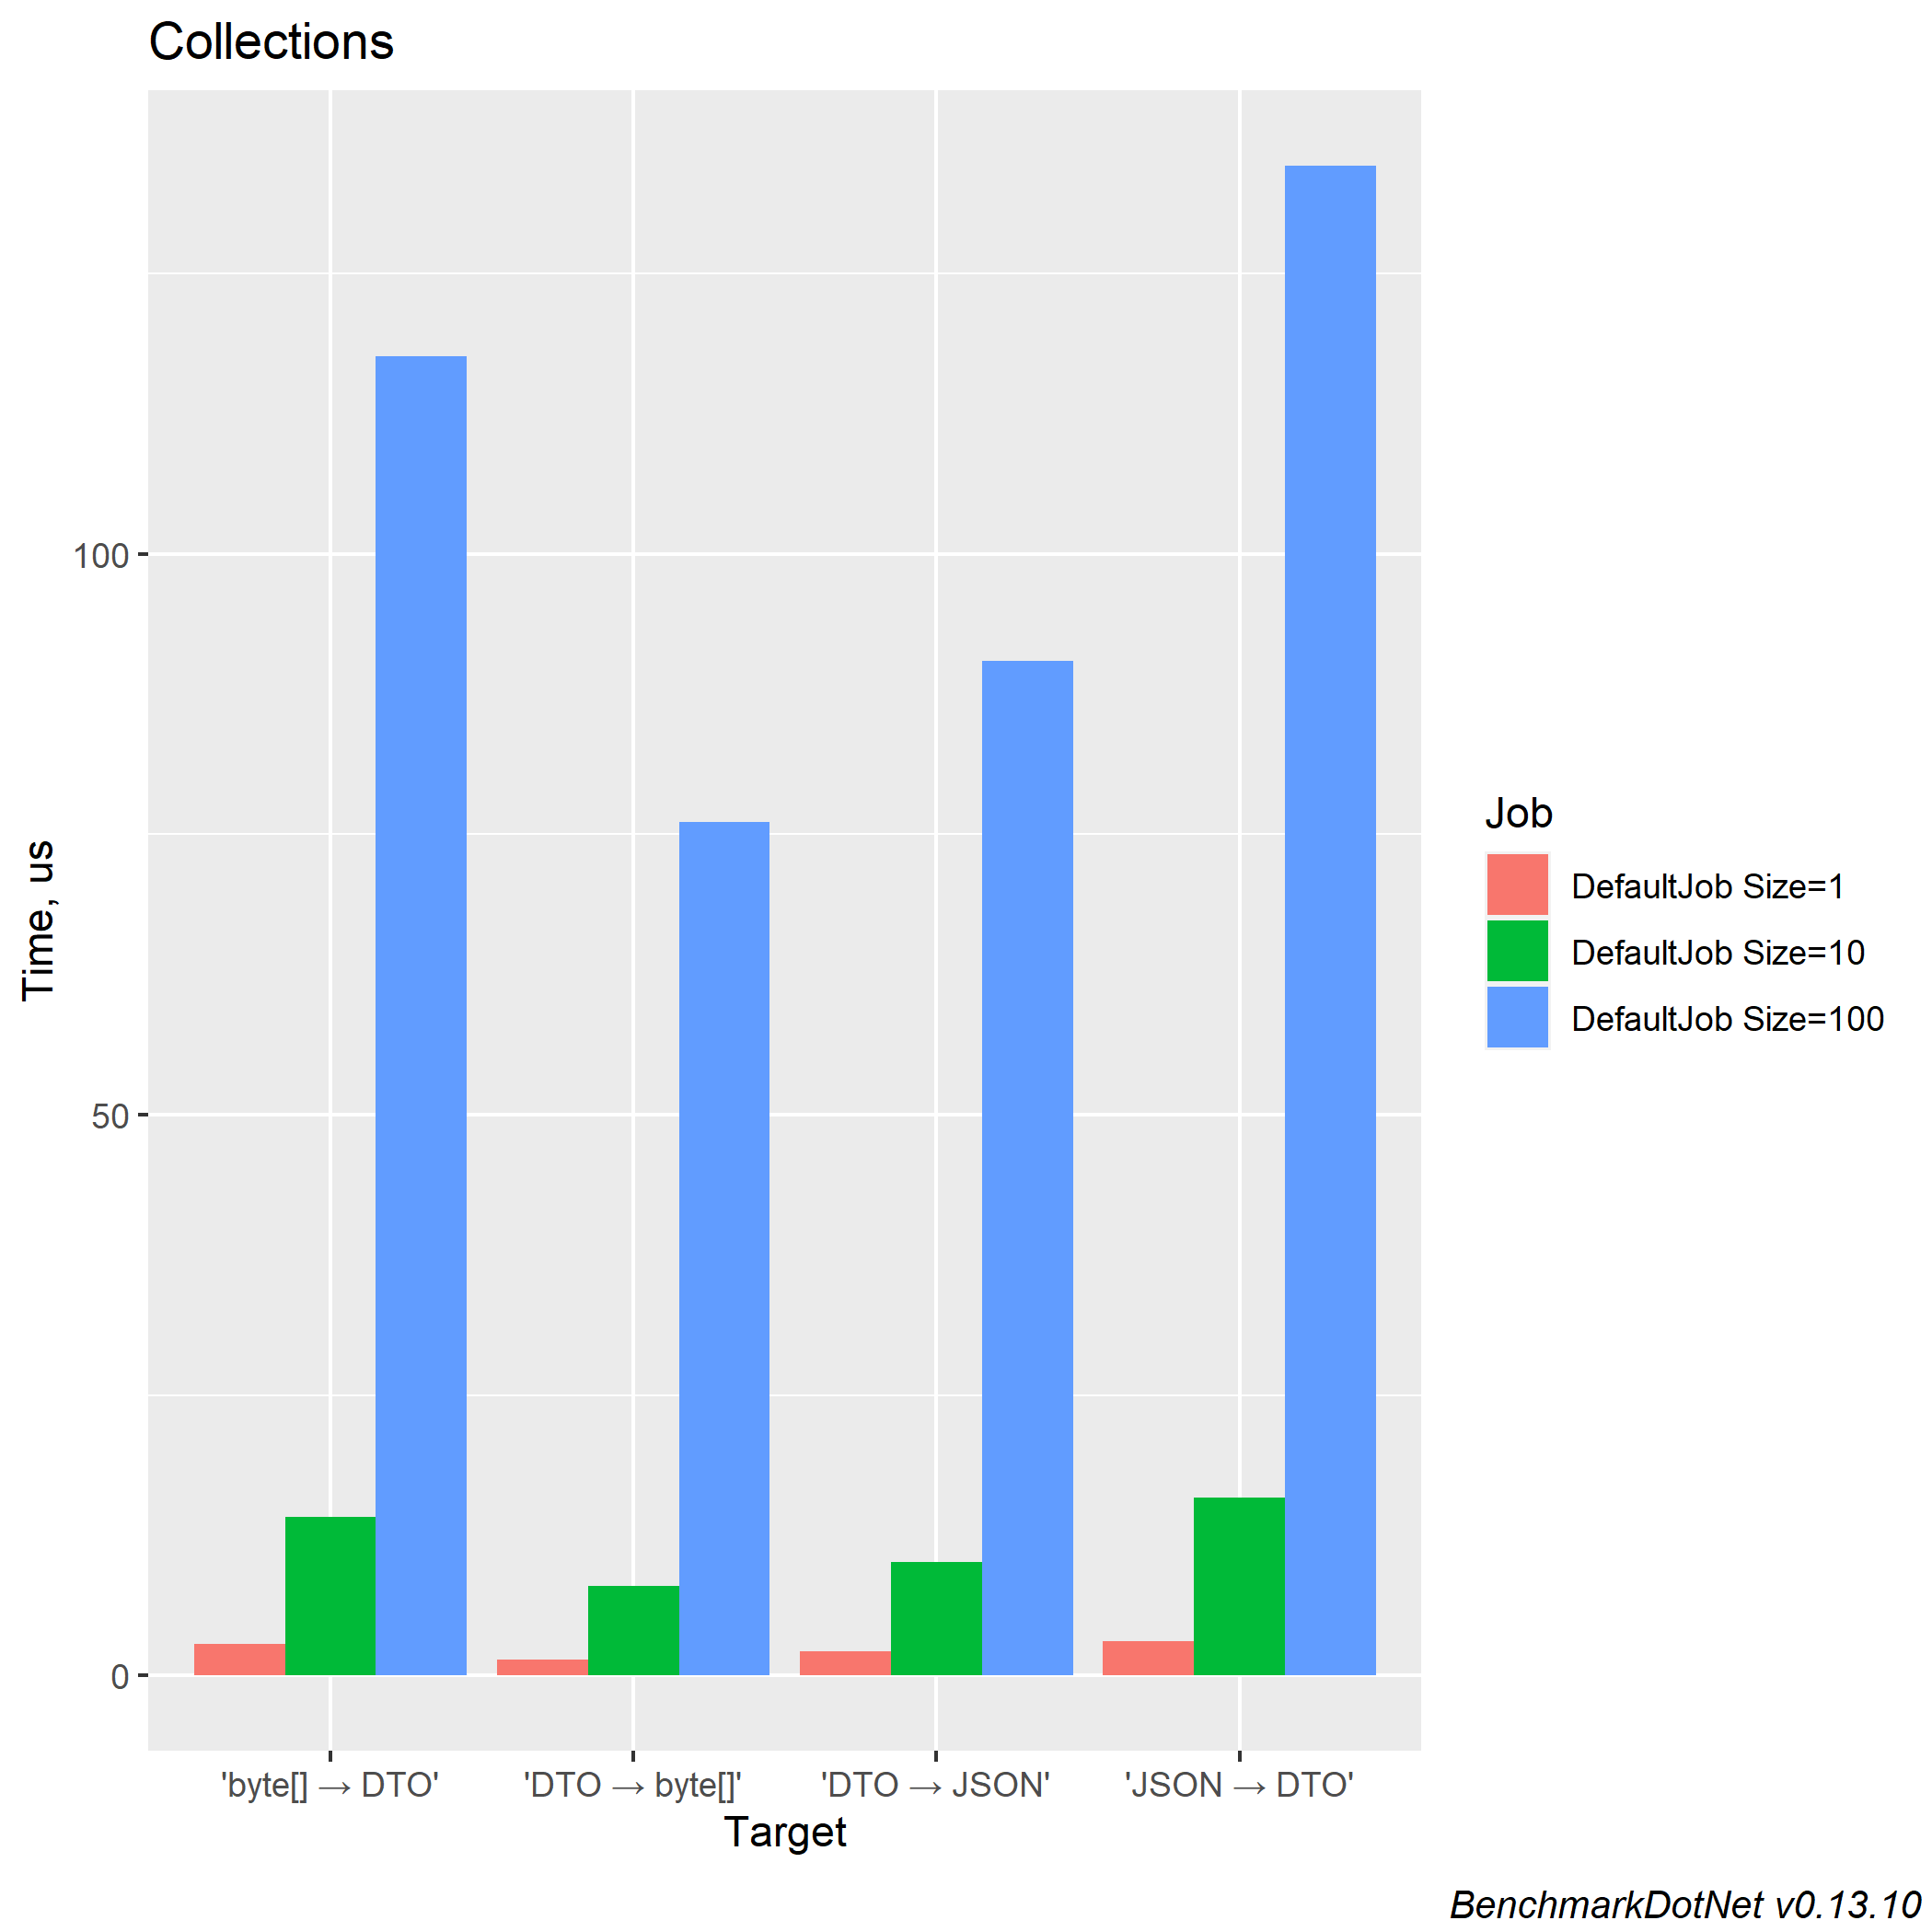 Collections
Time, us
100
50
0
'byte[] → DTO'
'DTO → byte[]'
'DTO → JSON'
'JSON → DTO'
Target
Job
DefaultJob Size=1
DefaultJob Size=10
DefaultJob Size=100
BenchmarkDotNet v0.13.10